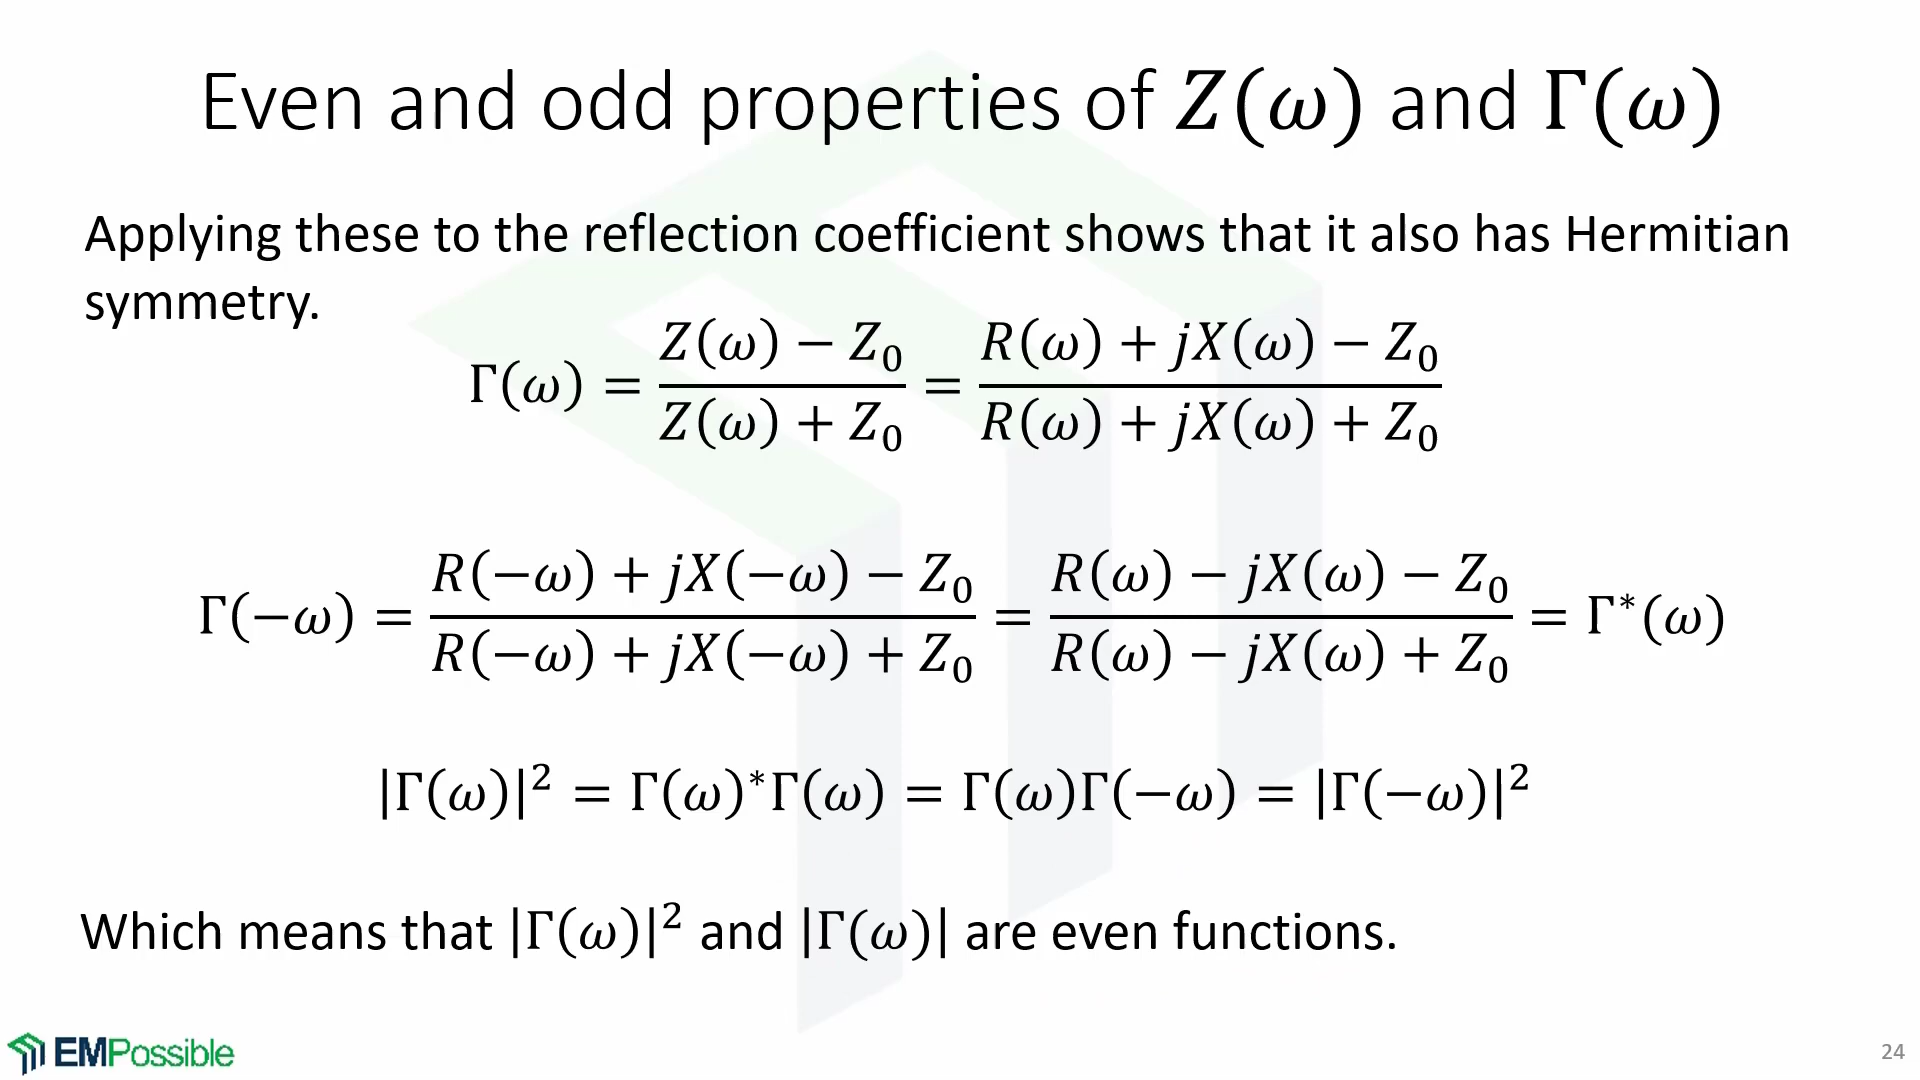 Even and odd properties of 𝑍(𝜔) and Γ(𝜔)
Applying these to the reflection coefficient shows that it also has Hermitian
symmetry.
Γ(𝜔) = (𝑍(𝜔) − 𝑍₀)/(𝑍(𝜔) + 𝑍₀) = (𝑅(𝜔) + 𝑗𝑋(𝜔) − 𝑍₀)/(𝑅(𝜔) + 𝑗𝑋(𝜔) + 𝑍₀)
Γ(−𝜔) = (𝑅(−𝜔) + 𝑗𝑋(−𝜔) − 𝑍₀)/(𝑅(−𝜔) + 𝑗𝑋(−𝜔) + 𝑍₀) = (𝑅(𝜔) − 𝑗𝑋(𝜔) − 𝑍₀)/(𝑅(𝜔) − 𝑗𝑋(𝜔) + 𝑍₀) = Γ*(𝜔)
|Γ(𝜔)|² = Γ(𝜔)*Γ(𝜔) = Γ(𝜔)Γ(−𝜔) = |Γ(−𝜔)|²
Which means that |Γ(𝜔)|² and |Γ(𝜔)| are even functions.
EMPossible
24